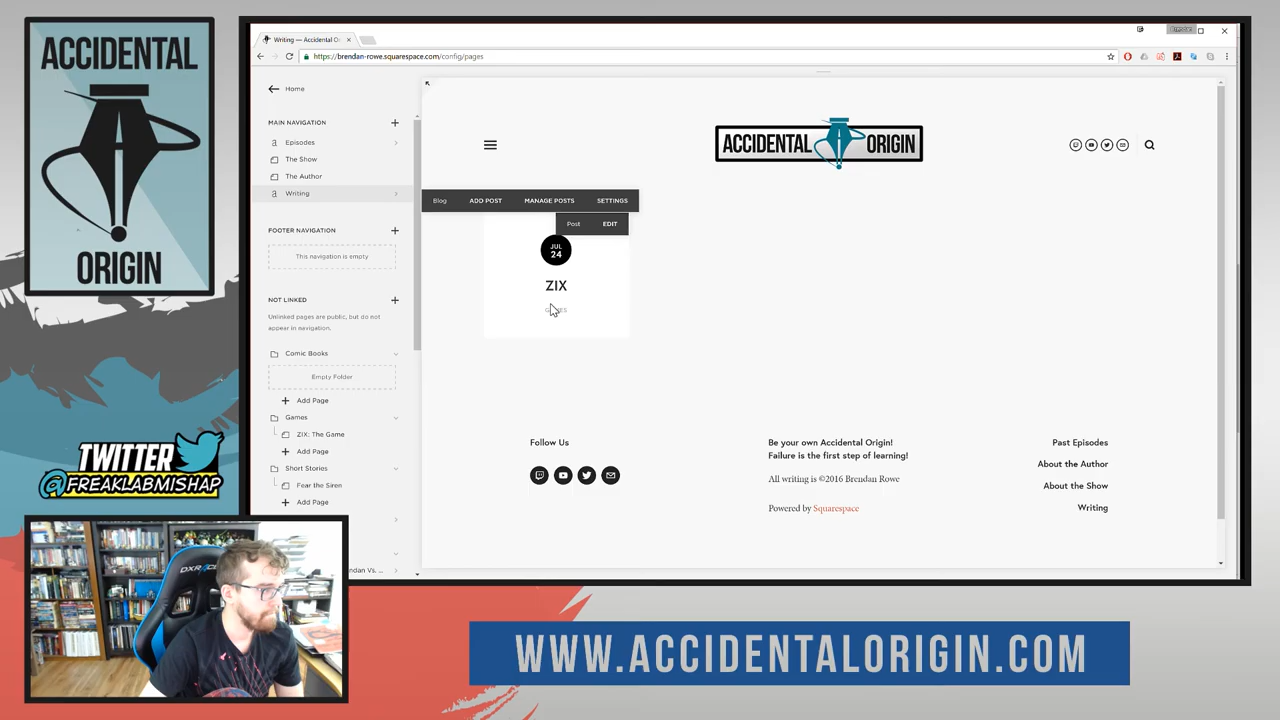 ACCIDENTAL
ORIGIN
TWITTER
@FREAKLABMISHAP
Writing — Accidental O
https://brendan-rowe.squarespace.com/config/pages
Home
MAIN NAVIGATION
Episodes
The Show
The Author
Writing
FOOTER NAVIGATION
This navigation is empty
NOT LINKED
Unlinked pages are public, but do not
appear in navigation.
Comic Books
Empty Folder
Add Page
Games
ZIX: The Game
Add Page
Short Stories
Fear the Siren
Add Page
ndan Vs. ...
ACCIDENTAL ORIGIN
Blog ADD POST MANAGE POSTS SETTINGS
Post EDIT
JUL
24
ZIX
Follow Us
Be your own Accidental Origin!
Failure is the first step of learning!
All writing is ©2016 Brendan Rowe
Powered by Squarespace
Past Episodes
About the Author
About the Show
Writing
DXRACE
WWW.ACCIDENTALORIGIN.COM